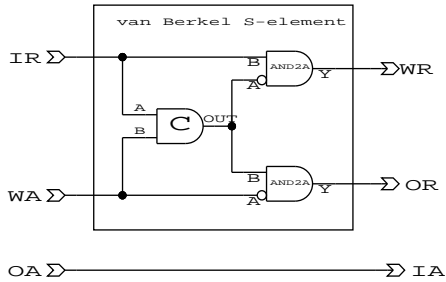 van Berkel S-element
IR
B
AND2A
WR
A
Y
A
C
OUT
B
B
AND2A
OR
WA
A
Y
OA
IA